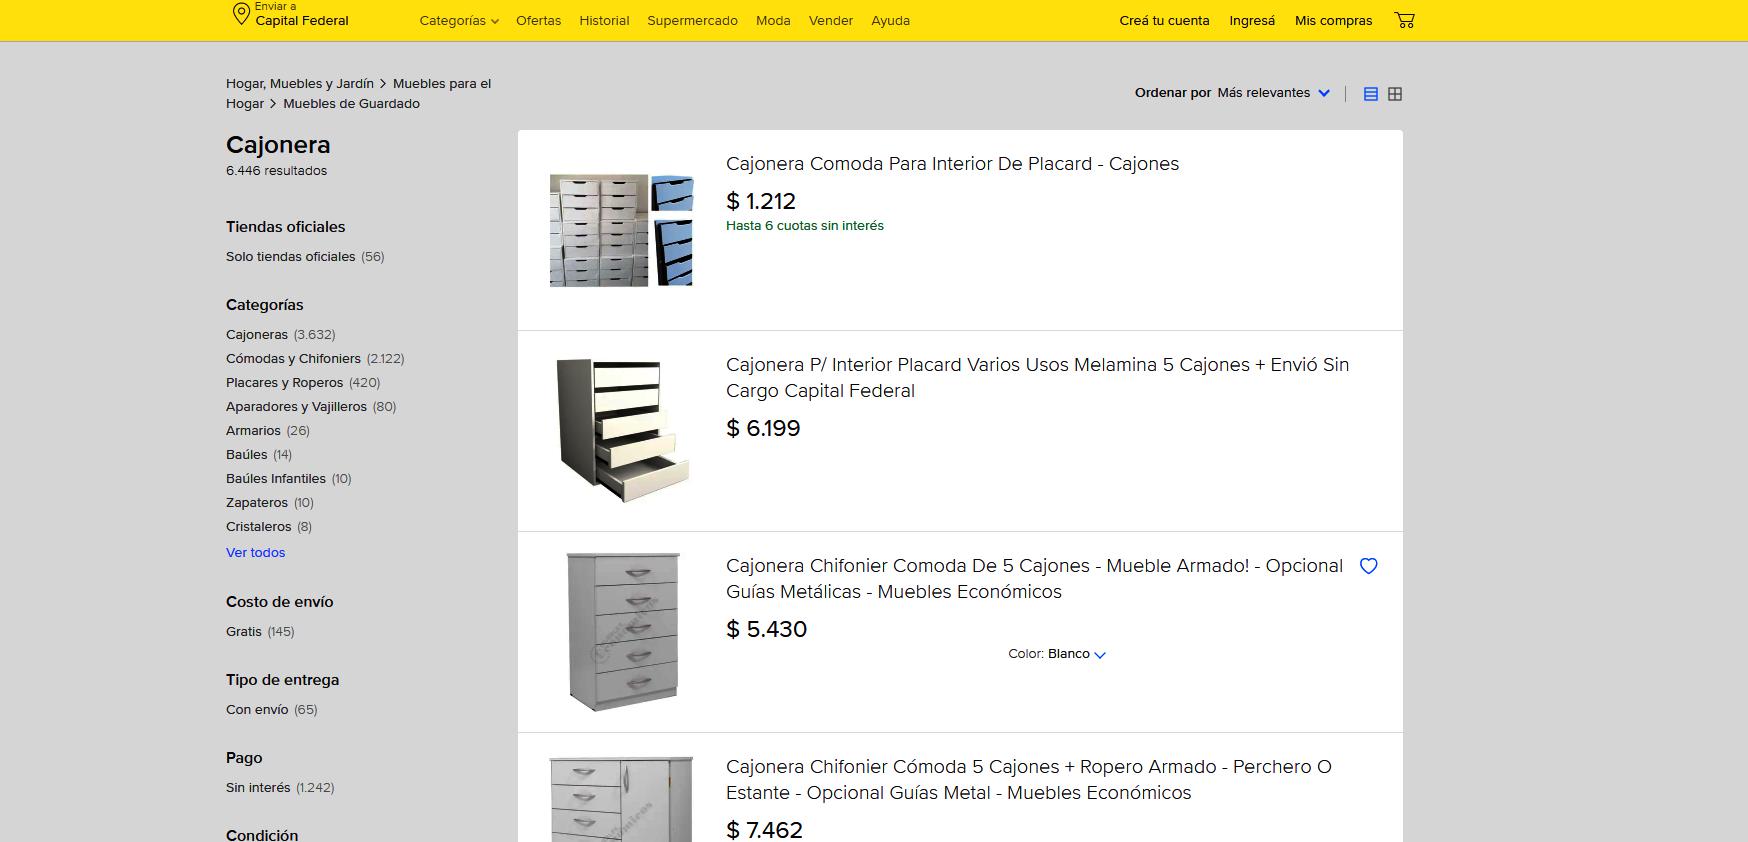 Enviar a
Capital Federal
Categorías
Ofertas
Historial
Supermercado
Moda
Vender
Ayuda
Creá tu cuenta
Ingresá
Mis compras
Hogar, Muebles y Jardín > Muebles para el
Hogar > Muebles de Guardado
Ordenar por Más relevantes
Cajonera
6.446 resultados
Tiendas oficiales
Solo tiendas oficiales (56)
Categorías
Cajoneras (3.632)
Cómodas y Chifoniers (2.122)
Placares y Roperos (420)
Aparadores y Vajilleros (80)
Armarios (26)
Baúles (14)
Baúles Infantiles (10)
Zapateros (10)
Cristaleros (8)
Ver todos
Costo de envío
Gratis (145)
Tipo de entrega
Con envío (65)
Pago
Sin interés (1.242)
Condición
Cajonera Comoda Para Interior De Placard - Cajones
$ 1.212
Hasta 6 cuotas sin interés
Cajonera P/ Interior Placard Varios Usos Melamina 5 Cajones + Envió Sin
Cargo Capital Federal
$ 6.199
Cajonera Chifonier Comoda De 5 Cajones - Mueble Armado! - Opcional
Guías Metálicas - Muebles Económicos
$ 5.430
Color: Blanco
Cajonera Chifonier Cómoda 5 Cajones + Ropero Armado - Perchero O
Estante - Opcional Guías Metal - Muebles Económicos
$ 7.462